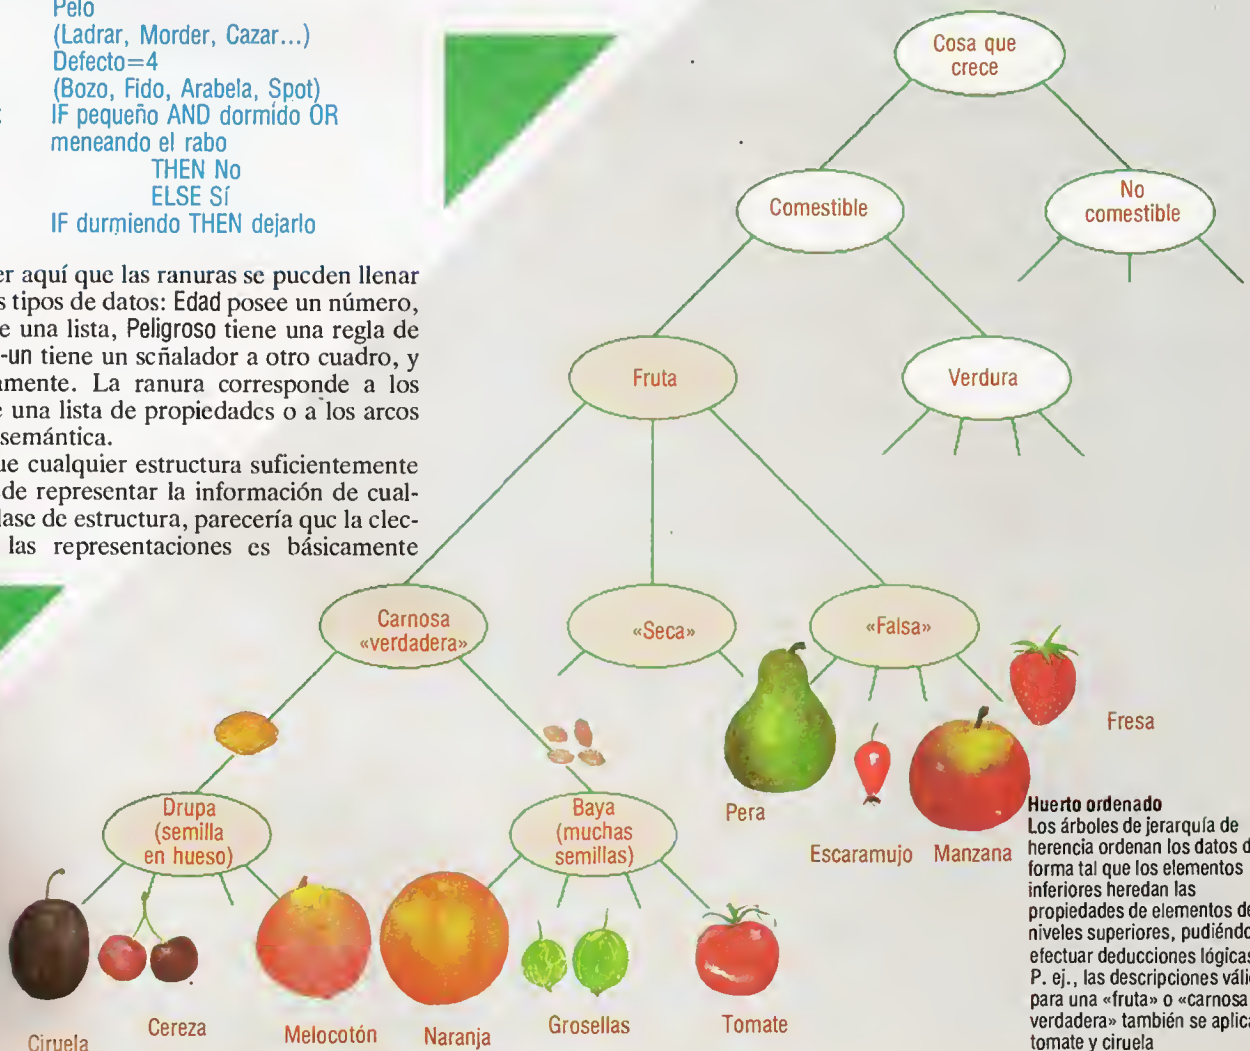 Pelo
(Ladrar, Morder, Cazar...)
Defecto=4
(Bozo, Fido, Arabela, Spot)
IF pequeño AND dormido OR
meneando el rabo
THEN No
ELSE Sí
IF durmiendo THEN dejarlo
aquí que las ranuras se pueden llenar
tipos de datos: Edad posee un número,
una lista, Peligroso tiene una regla de
-un tiene un señalador a otro cuadro, y
La ranura corresponde a los
una lista de propiedades o a los arcos
semántica.
cualquier estructura suficientemente
de representar la información de cual-
de estructura, parecería que la elec-
las representaciones es básicamente
Cosa que
crece
Comestible
No
comestible
Fruta
Verdura
Carnosa
«verdadera»
«Seca»
«Falsa»
Fresa
Pera
Escaramujo
Manzana
Drupa
(semilla
en hueso)
Baya
(muchas
semillas)
Ciruela
Cereza
Melocotón
Naranja
Grosellas
Tomate
Huerto ordenado
Los árboles de jerarquía de
herencia ordenan los datos d
forma tal que los elementos
inferiores heredan las
propiedades de elementos de
niveles superiores, pudiéndo
efectuar deducciones lógicas
P. ej., las descripciones váli
para una «fruta» o «carnosa
verdadera» también se aplica
tomate y ciruela